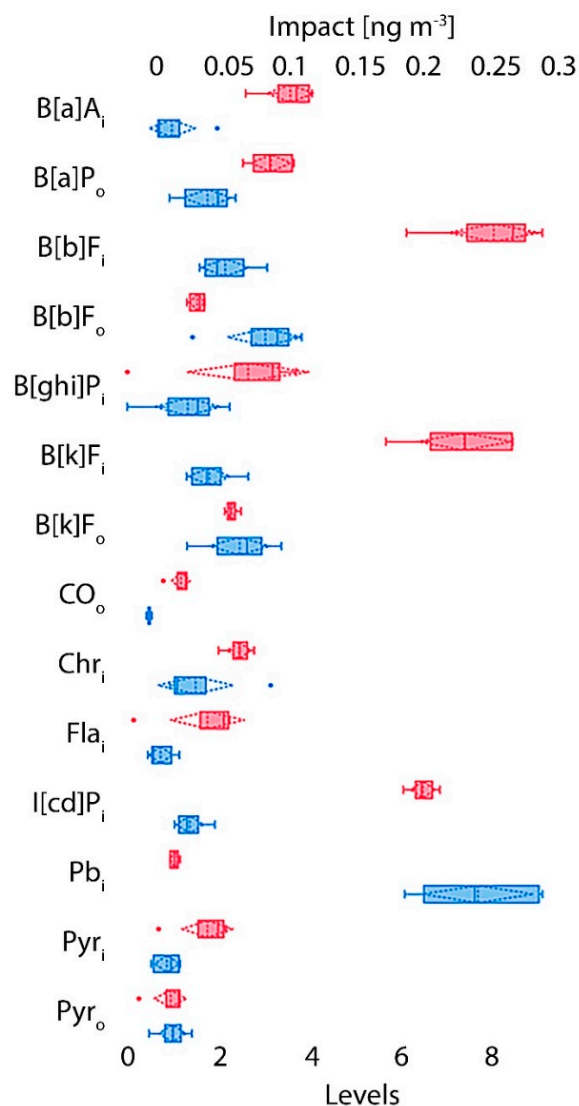 Impact [ng m⁻³]
0 0.05 0.1 0.15 0.2 0.25 0.3
B[a]Aᵢ
B[a]Pₒ
B[b]Fᵢ
B[b]Fₒ
B[ghi]Pᵢ
B[k]Fᵢ
B[k]Fₒ
COₒ
Chrᵢ
Flaᵢ
I[cd]Pᵢ
Pbᵢ
Pyrᵢ
Pyrₒ
0 2 4 6 8
Levels